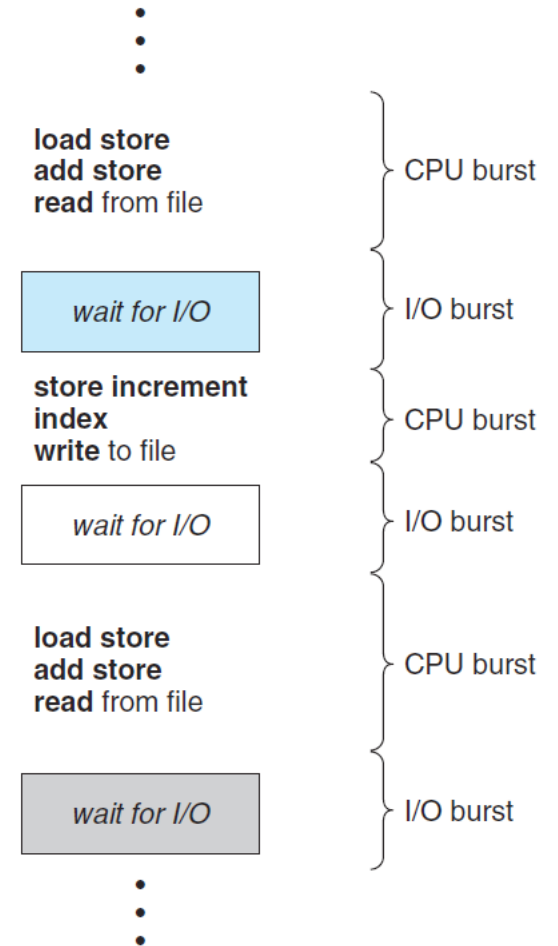 load store
add store
read from file
CPU burst
wait for I/O
I/O burst
store increment
index
write to file
CPU burst
wait for I/O
I/O burst
load store
add store
read from file
CPU burst
wait for I/O
I/O burst